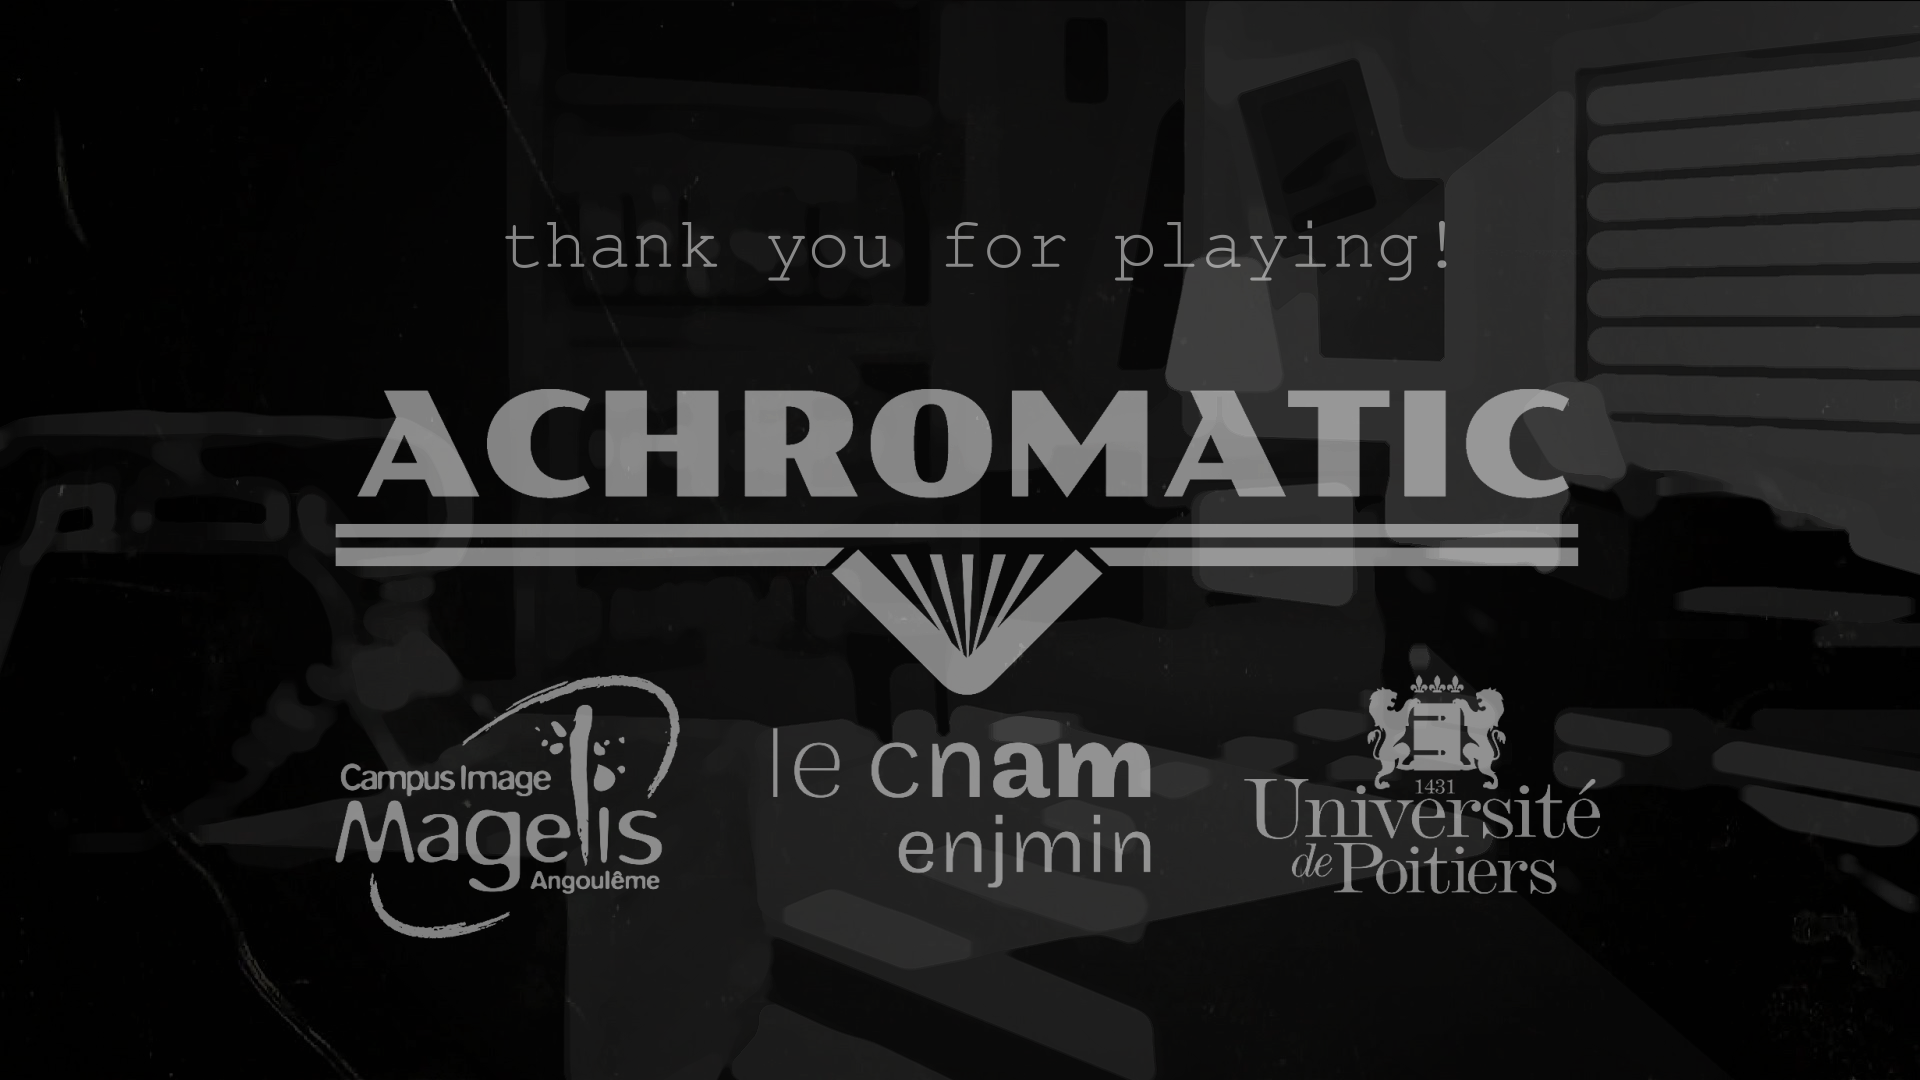 thank you for playing!
ACHROMATIC
Campus Image
Magelis
Angoulême
le cnam
enjmin
1431
Université
de Poitiers